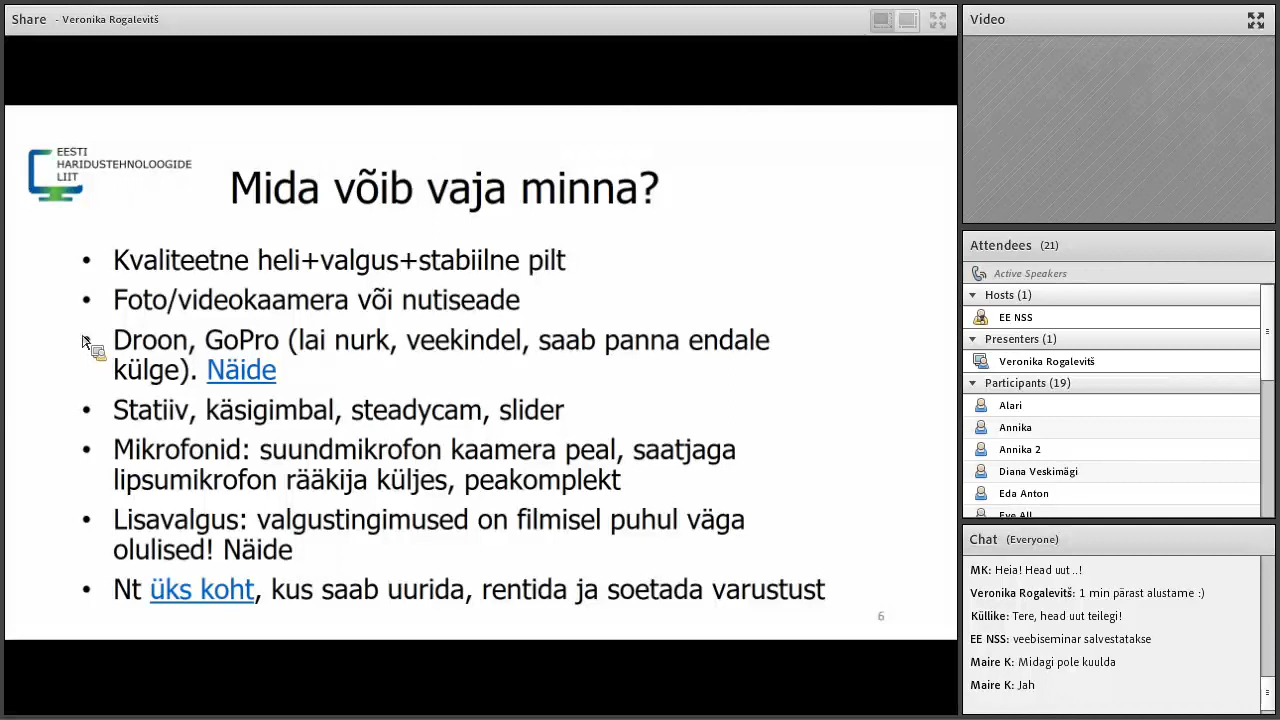 Share - Veronika Rogalevitš
EESTI
HARIDUSTEHNOLOOGIDE
LIIT
Mida võib vaja minna?
• Kvaliteetne heli+valgus+stabiilne pilt
• Foto/videokaamera või nutiseade
• Droon, GoPro (lai nurk, veekindel, saab panna endale
külge). Näide
• Statiiv, käsigimbal, steadycam, slider
• Mikrofonid: suundmikrofon kaamera peal, saatjaga
lipsumikrofon rääkija küljes, peakomplekt
• Lisavalgus: valgustingimused on filmisel puhul väga
olulised! Näide
• Nt üks koht, kus saab uurida, rentida ja soetada varustust
6
Video
Attendees (21)
Active Speakers
Hosts (1)
EE NSS
Presenters (1)
Veronika Rogalevitš
Participants (19)
Alari
Annika
Annika 2
Diana Veskimägi
Eda Anton
Chat (Everyone)
MK: Heia! Head uut ..!
Veronika Rogalevitš: 1 min pärast alustame :)
Küllike: Tere, head uut teilegi!
EE NSS: veebiseminar salvestatakse
Maire K: Midagi pole kuulda
Maire K: Jah